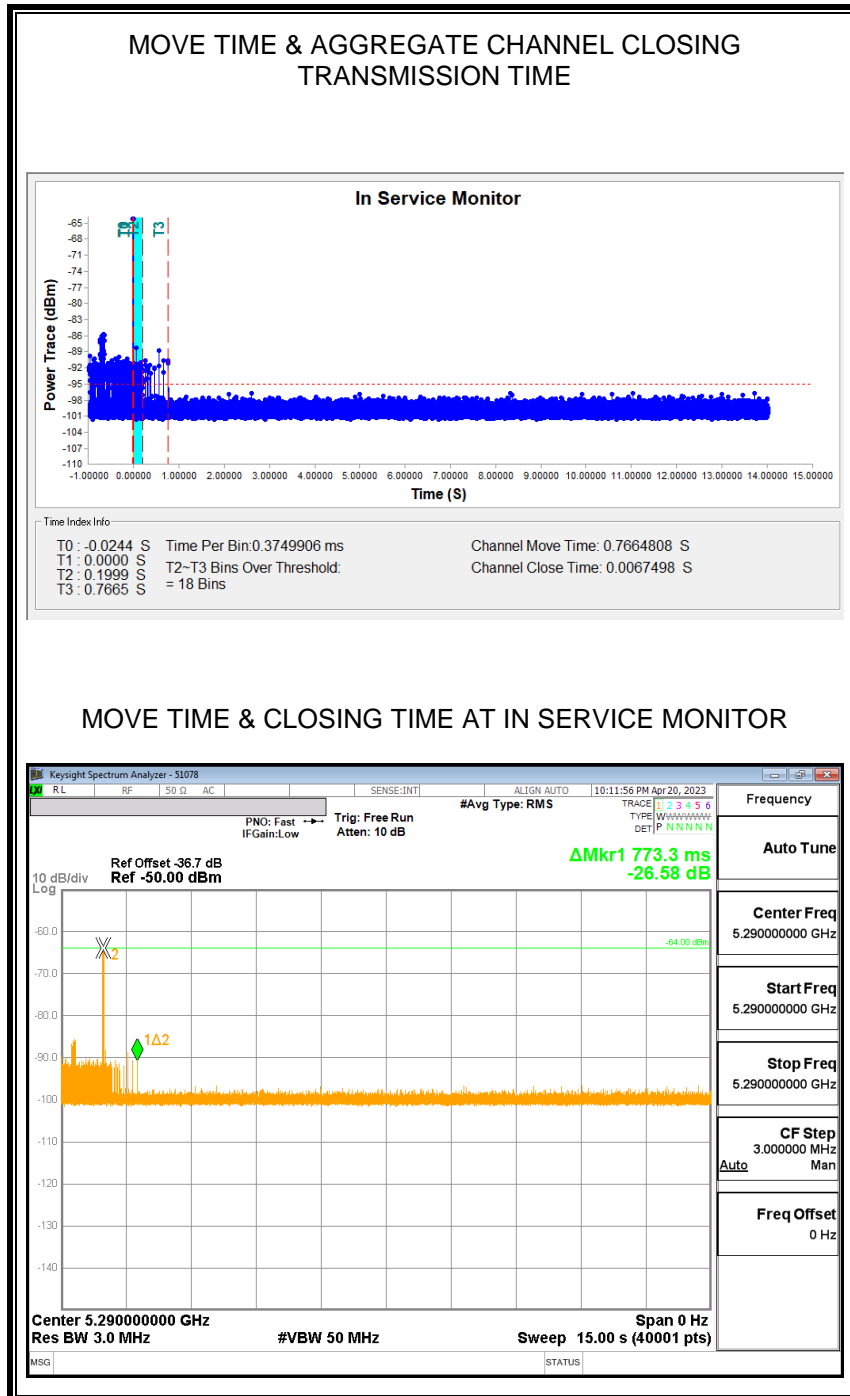 MOVE TIME & AGGREGATE CHANNEL CLOSING
TRANSMISSION TIME
In Service Monitor
T2
T3
Power Trace (dBm)
-65
-68
-71
-74
-77
-80
-83
-86
-89
-92
-95
-98
-101
-104
-107
-110
-1.00000 0.00000 1.00000 2.00000 3.00000 4.00000 5.00000 6.00000 7.00000 8.00000 9.00000 10.00000 11.00000 12.00000 13.00000 14.00000 15.00000
Time (S)
Time Index Info
T0 : -0.0244 S Time Per Bin:0.3749906 ms Channel Move Time: 0.7664808 S
T1 : 0.0000 S T2~T3 Bins Over Threshold: Channel Close Time: 0.0067498 S
T2 : 0.1999 S = 18 Bins
T3 : 0.7665 S
MOVE TIME & CLOSING TIME AT IN SERVICE MONITOR
Keysight Spectrum Analyzer - 51078
LXI RL RF 50 Ω AC SENSE:INT ALIGN AUTO 10:11:56 PM Apr 20, 2023
#Avg Type: RMS TRACE 1 2 3 4 5 6
PNO: Fast Trig: Free Run TYPE WWWWWW
IFGain:Low Atten: 10 dB DET P N N N N N
ΔMkr1 773.3 ms
-26.58 dB
Ref Offset -36.7 dB
10 dB/div Ref -50.00 dBm
Log
-60.0
-64.00 dBm
2
-70.0
-80.0
1Δ2
-90.0
-100
-110
-120
-130
-140
Center 5.290000000 GHz Span 0 Hz
Res BW 3.0 MHz #VBW 50 MHz Sweep 15.00 s (40001 pts)
MSG STATUS
Frequency
Auto Tune
Center Freq
5.290000000 GHz
Start Freq
5.290000000 GHz
Stop Freq
5.290000000 GHz
CF Step
3.000000 MHz
Auto Man
Freq Offset
0 Hz